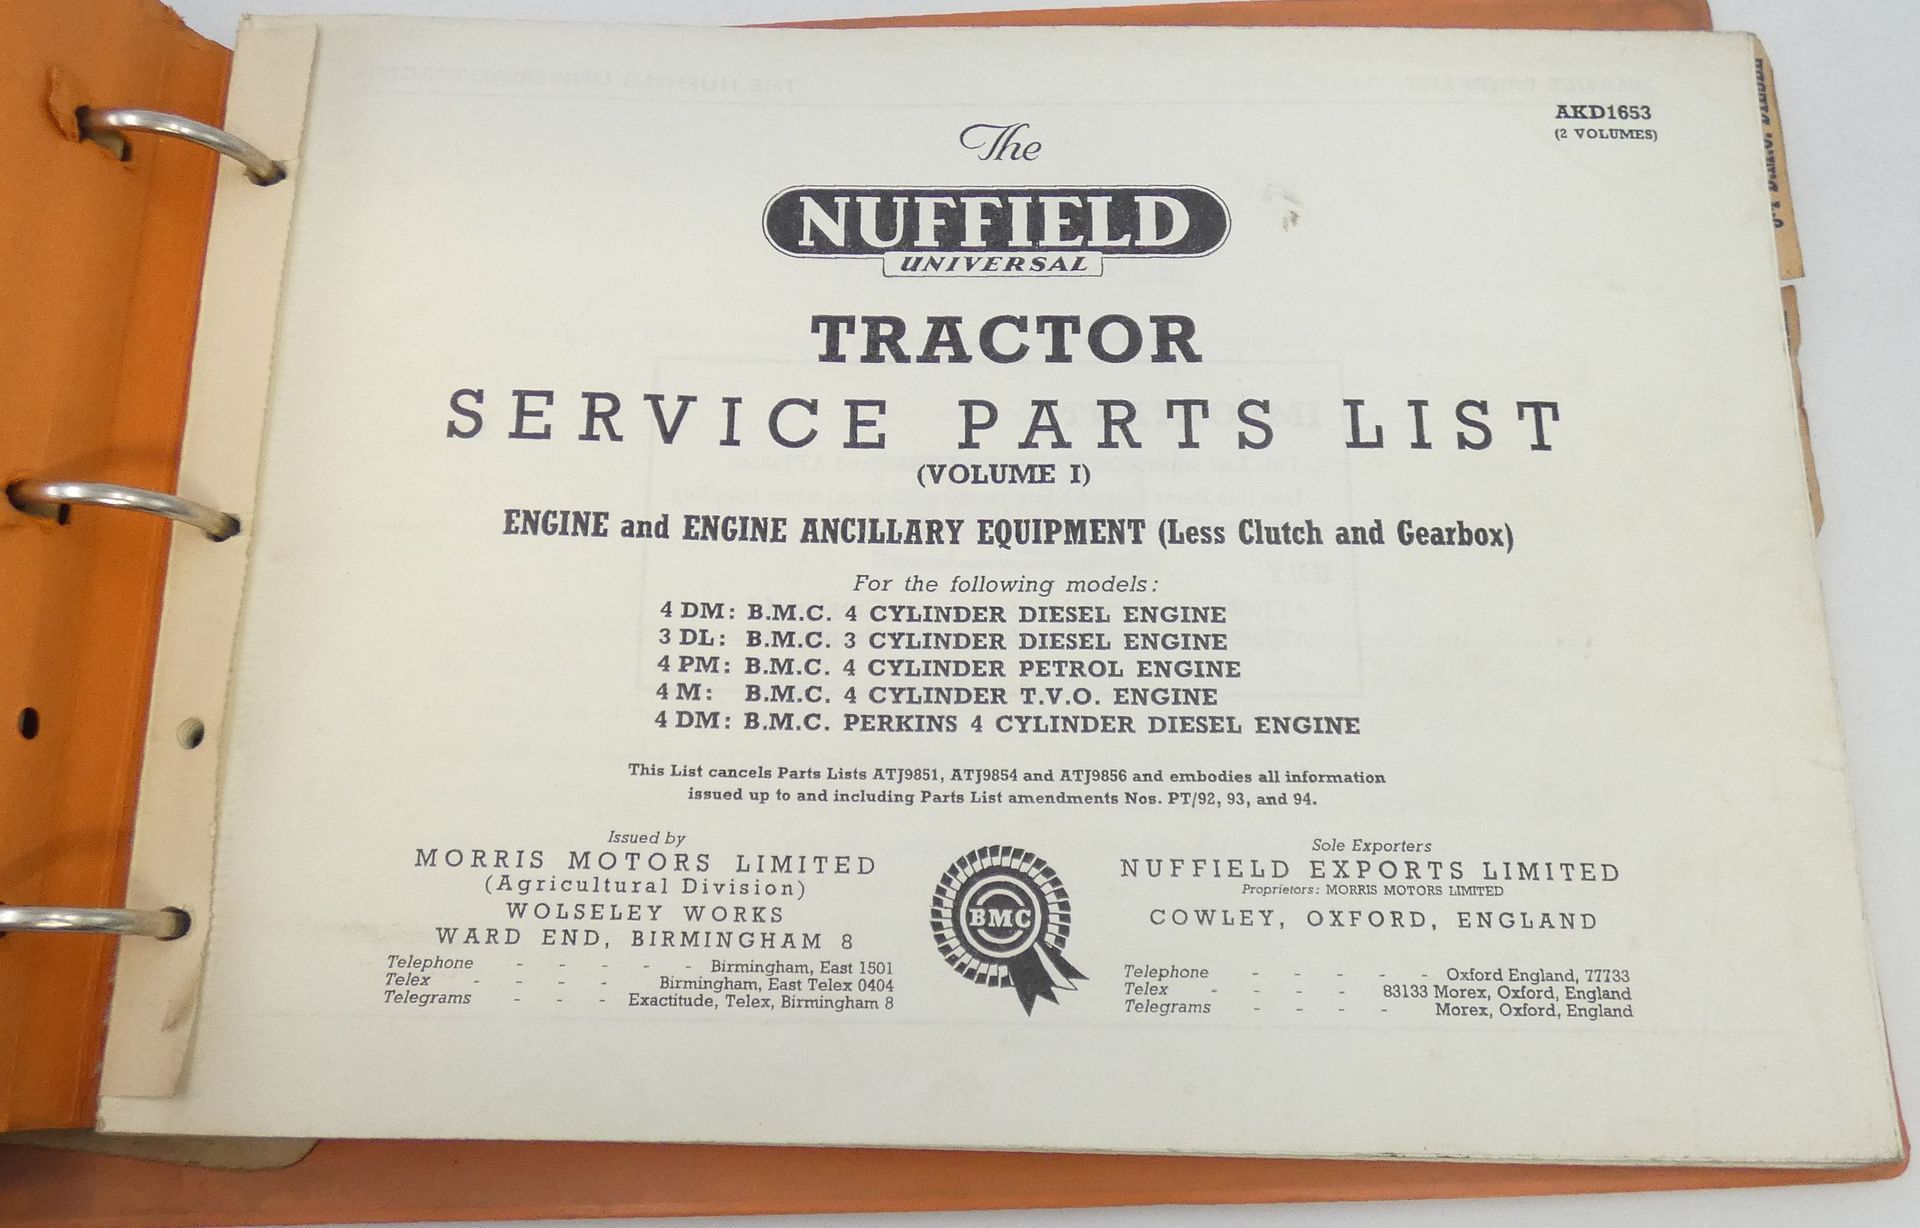 AKD1653
(2 VOLUMES)
The
NUFFIELD
UNIVERSAL
TRACTOR
SERVICE PARTS LIST
(VOLUME I)
ENGINE and ENGINE ANCILLARY EQUIPMENT (Less Clutch and Gearbox)
For the following models:
4 DM: B.M.C. 4 CYLINDER DIESEL ENGINE
3 DL: B.M.C. 3 CYLINDER DIESEL ENGINE
4 PM: B.M.C. 4 CYLINDER PETROL ENGINE
4 M: B.M.C. 4 CYLINDER T.V.O. ENGINE
4 DM: B.M.C. PERKINS 4 CYLINDER DIESEL ENGINE
This List cancels Parts Lists ATJ9851, ATJ9854 and ATJ9856 and embodies all information
issued up to and including Parts List amendments Nos. PT/92, 93, and 94.
Issued by
MORRIS MOTORS LIMITED
(Agricultural Division)
WOLSELEY WORKS
WARD END, BIRMINGHAM 8
Telephone - - - - - Birmingham, East 1501
Telex - - - - Birmingham, East Telex 0404
Telegrams - - - Exactitude, Telex, Birmingham 8
BMC
Sole Exporters
NUFFIELD EXPORTS LIMITED
Proprietors: MORRIS MOTORS LIMITED
COWLEY, OXFORD, ENGLAND
Telephone - - - - - Oxford England, 77733
Telex - - - - 83133 Morex, Oxford, England
Telegrams - - - - Morex, Oxford, England